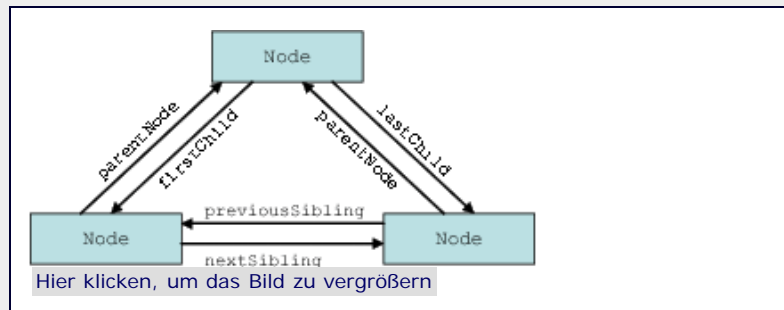 Node
parentNode
firstChild
parentNode
lastChild
previousSibling
Node
Node
nextSibling
Hier klicken, um das Bild zu vergrößern